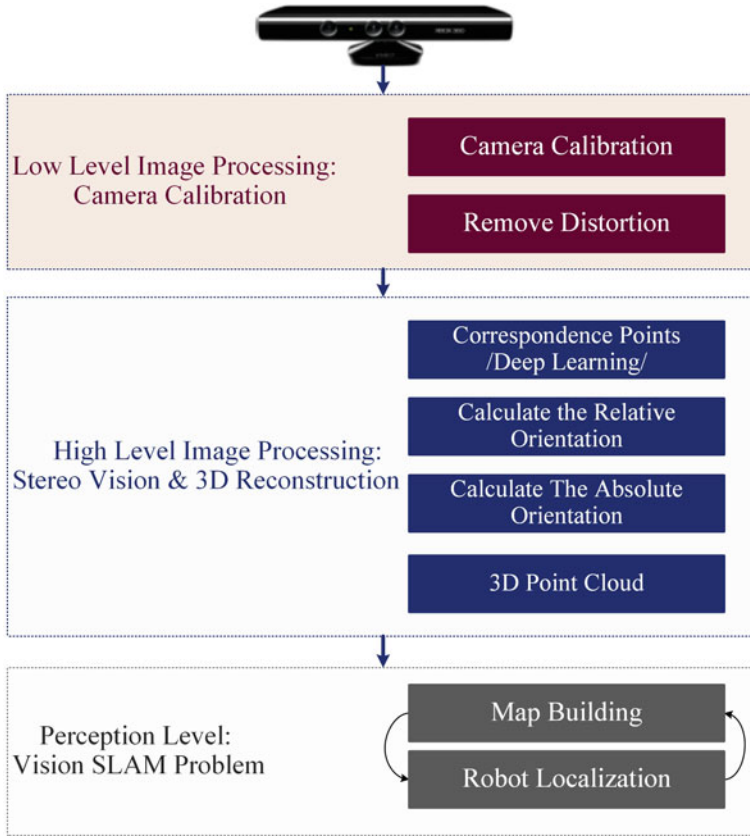 XBOX 360
Low Level Image Processing:
Camera Calibration
Camera Calibration
Remove Distortion
High Level Image Processing:
Stereo Vision & 3D Reconstruction
Correspondence Points
/Deep Learning/
Calculate the Relative
Orientation
Calculate The Absolute
Orientation
3D Point Cloud
Perception Level:
Vision SLAM Problem
Map Building
Robot Localization